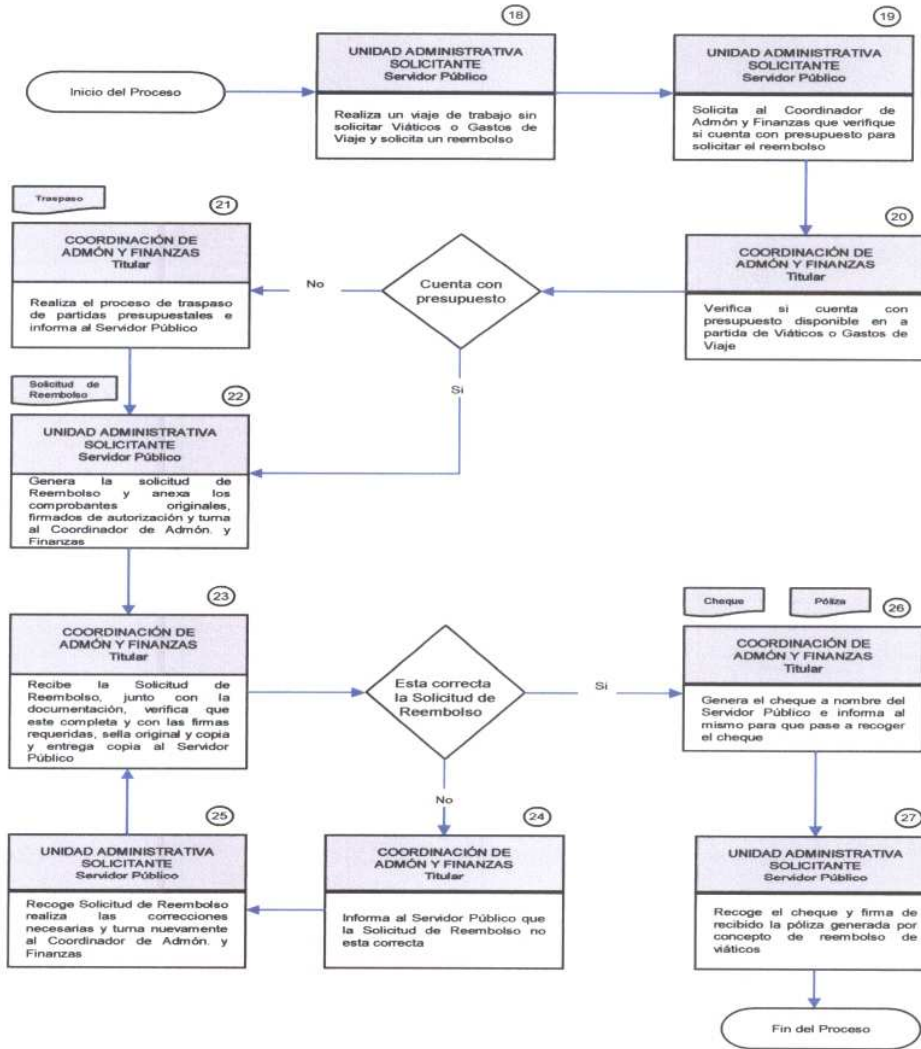 18
19
Inicio del Proceso
UNIDAD ADMINISTRATIVA
SOLICITANTE
Servidor Público
Realiza un viaje de trabajo sin
solicitar Viáticos o Gastos de
Viaje y solicita un reembolso
UNIDAD ADMINISTRATIVA
SOLICITANTE
Servidor Público
Solicita al Coordinador de
Admón y Finanzas que verifique
si cuenta con presupuesto para
solicitar el reembolso
20
COORDINACIÓN DE
ADMÓN Y FINANZAS
Titular
Verifica si cuenta con
presupuesto disponible en a
partida de Viáticos o Gastos de
Viaje
Cuenta con
presupuesto
No
Si
Traspaso
21
COORDINACIÓN DE
ADMÓN Y FINANZAS
Titular
Realiza el proceso de traspaso
de partidas presupuestales e
informa al Servidor Público
Solicitud de
Reembolso
22
UNIDAD ADMINISTRATIVA
SOLICITANTE
Servidor Público
Genera la solicitud de
Reembolso y anexa los
comprobantes originales,
firmados de autorización y turna
al Coordinador de Admón. y
Finanzas
23
COORDINACIÓN DE
ADMÓN Y FINANZAS
Titular
Recibe la Solicitud de
Reembolso, junto con la
documentación, verifica que
este completa y con las firmas
requeridas, sella original y copia
y entrega copia al Servidor
Público
Esta correcta
la Solicitud de
Reembolso
No
Si
24
COORDINACIÓN DE
ADMÓN Y FINANZAS
Titular
Informa al Servidor Público que
la Solicitud de Reembolso no
esta correcta
25
UNIDAD ADMINISTRATIVA
SOLICITANTE
Servidor Público
Recoge Solicitud de Reembolso
realiza las correcciones
necesarias y turna nuevamente
al Coordinador de Admón. y
Finanzas
Cheque
Póliza
26
COORDINACIÓN DE
ADMÓN Y FINANZAS
Titular
Genera el cheque a nombre del
Servidor Público e informa al
mismo para que pase a recoger
el cheque
27
UNIDAD ADMINISTRATIVA
SOLICITANTE
Servidor Público
Recoge el cheque y firma de
recibido la póliza generada por
concepto de reembolso de
viáticos
Fin del Proceso